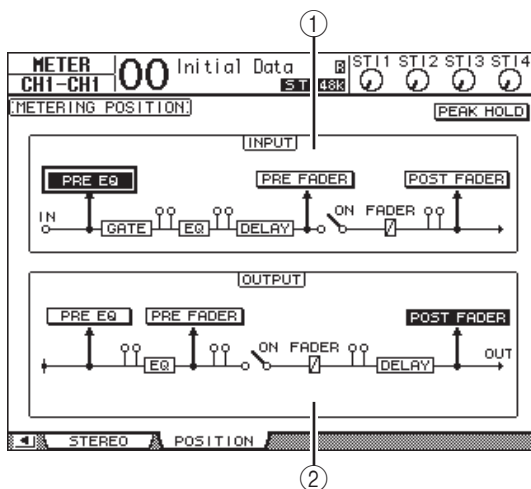 ①
METER
CH1-CH1
00 Initial Data
R
ST 48K
STI1 STI2 STI3 STI4
METERING POSITION
PEAK HOLD
INPUT
PRE EQ PRE FADER POST FADER
IN GATE EQ DELAY ON FADER
OUTPUT
PRE EQ PRE FADER POST FADER
EQ ON FADER DELAY OUT
STEREO POSITION
②